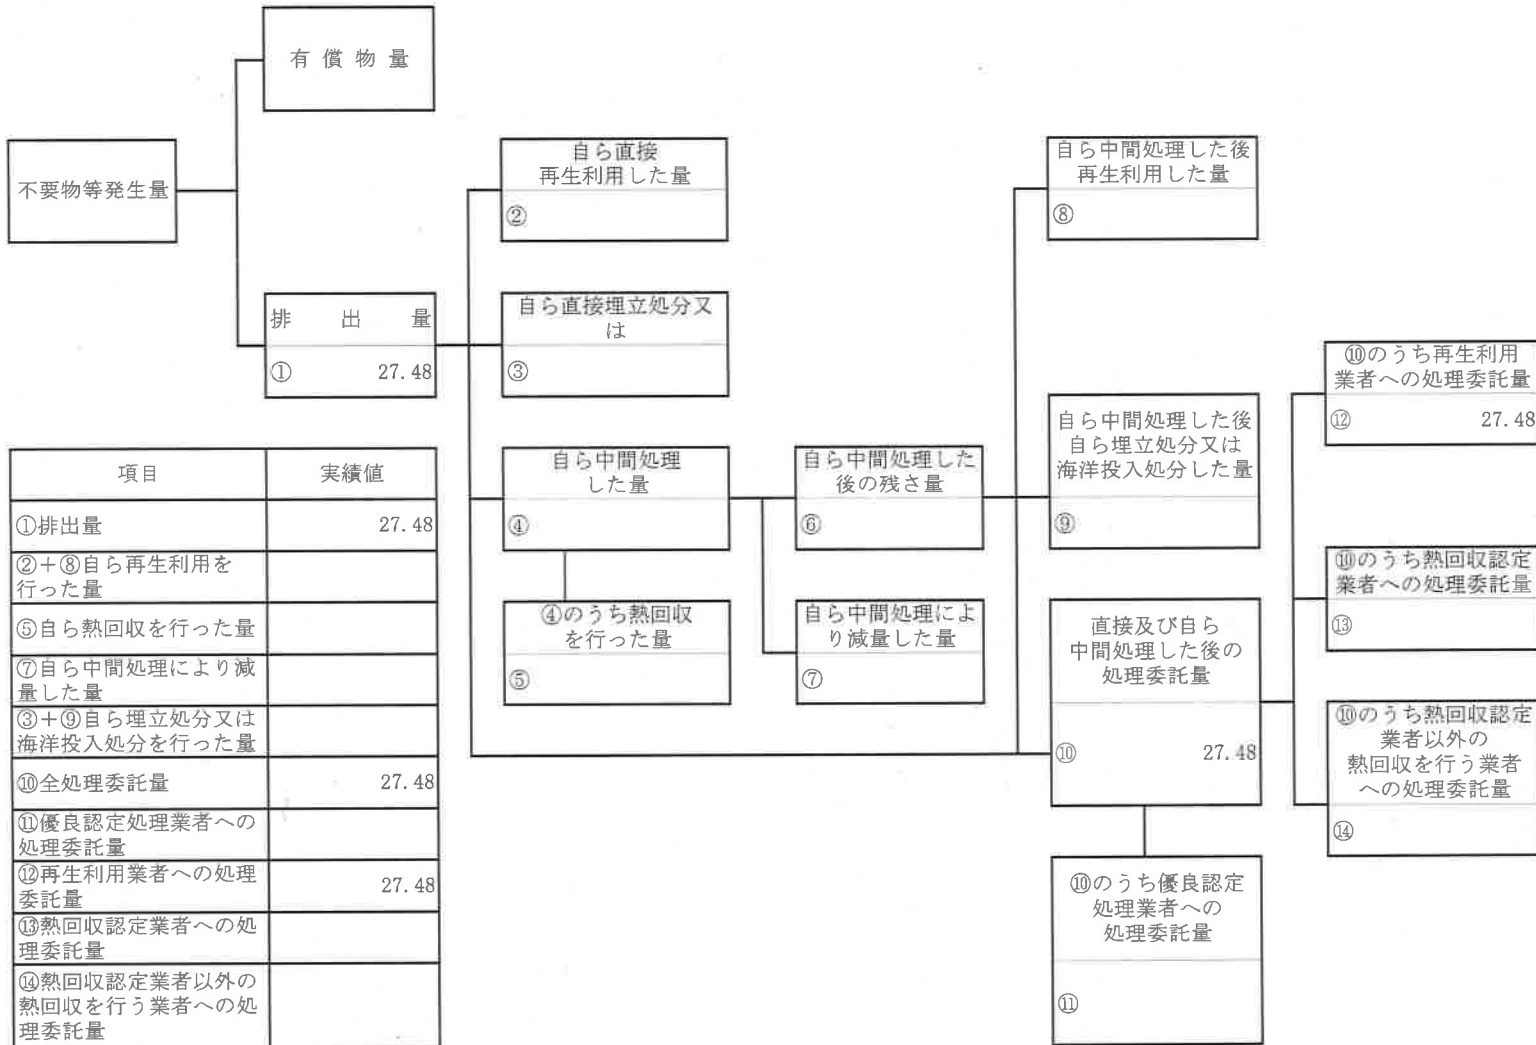 有償物量
不要物等発生量
排出量
① 27.48
自ら直接
再生利用した量
②
自ら直接埋立処分又
は
③
自ら中間処理
した量
④
④のうち熱回収
を行った量
⑤
自ら中間処理した
後の残さ量
⑥
自ら中間処理によ
り減量した量
⑦
自ら中間処理した後
再生利用した量
⑧
自ら中間処理した後
自ら埋立処分又は
海洋投入処分した量
⑨
直接及び自ら
中間処理した後の
処理委託量
⑩ 27.48
⑩のうち優良認定
処理業者への
処理委託量
⑪
⑩のうち再生利用
業者への処理委託量
⑫ 27.48
⑩のうち熱回収認定
業者への処理委託量
⑬
⑩のうち熱回収認定
業者以外の
熱回収を行う業者
への処理委託量
⑭
項目 実績値
①排出量 27.48
②+⑧自ら再生利用を
行った量
⑤自ら熱回収を行った量
⑦自ら中間処理により減
量した量
③+⑨自ら埋立処分又は
海洋投入処分を行った量
⑩全処理委託量 27.48
⑪優良認定処理業者への
処理委託量
⑫再生利用業者への処理
委託量 27.48
⑬熱回収認定業者への処
理委託量
⑭熱回収認定業者以外の
熱回収を行う業者への処
理委託量